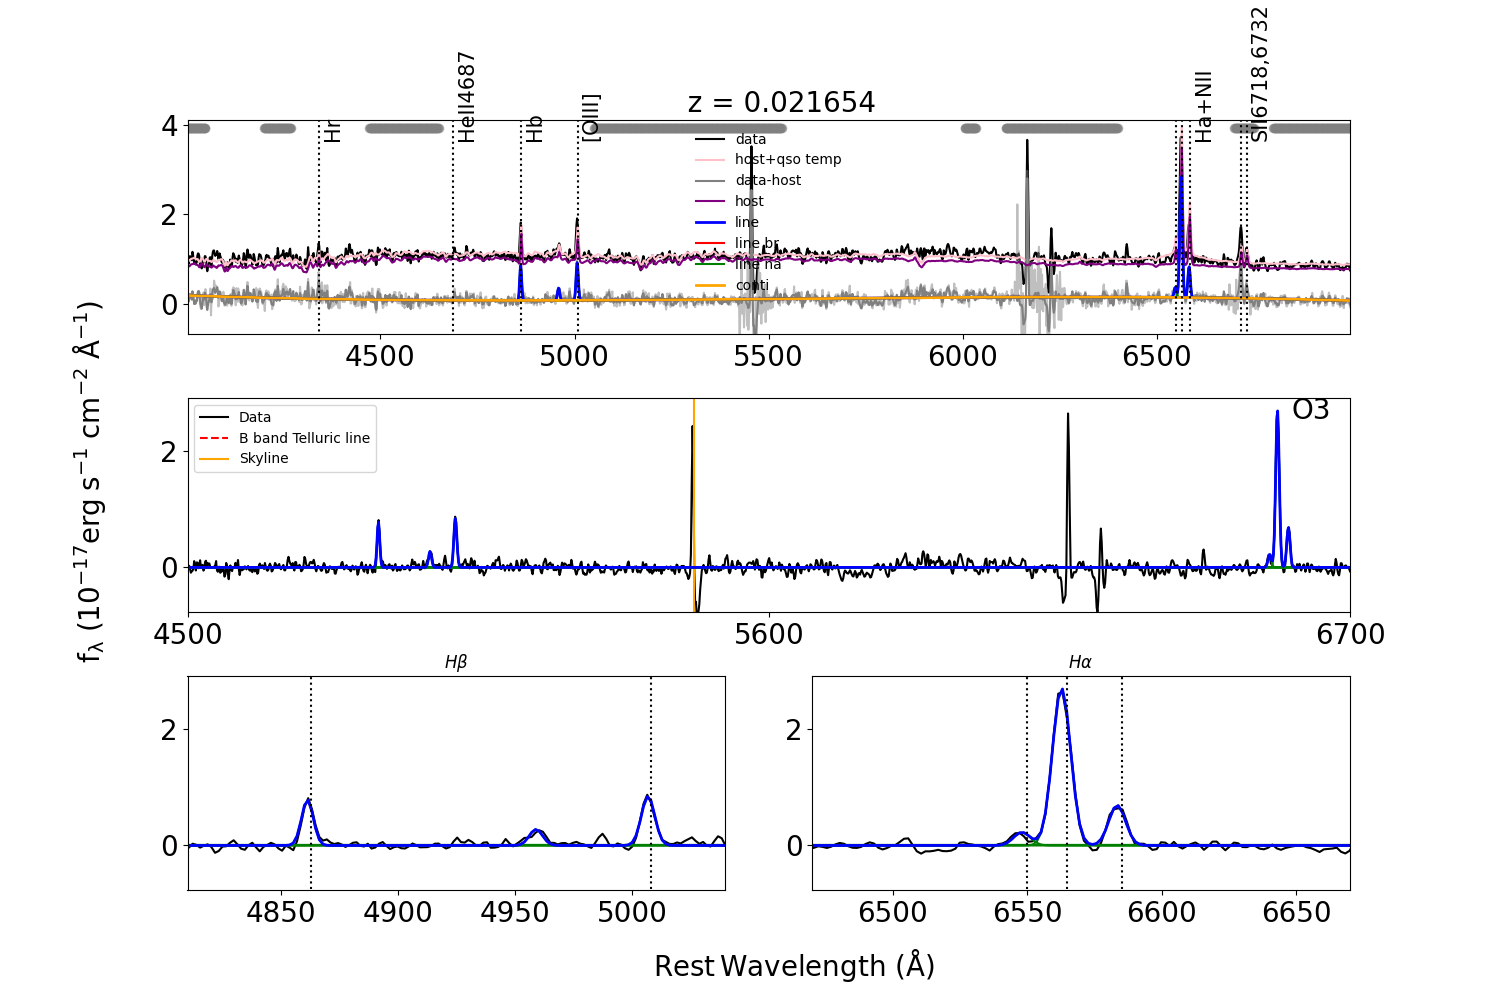 z = 0.021654
Hr
HeII4687
Hb
[OIII]
Ha+NII
SII6718,6732
data
host+qso temp
data-host
host
line
line br
line na
conti
4
2
0
4500 5000 5500 6000 6500
Data
B band Telluric line
Skyline
O3
2
0
4500 5600 6700
fλ (10−17erg s−1 cm−2 Å−1)
Hβ
2
0
4850 4900 4950 5000
Hα
2
0
6500 6550 6600 6650
Rest Wavelength (Å)